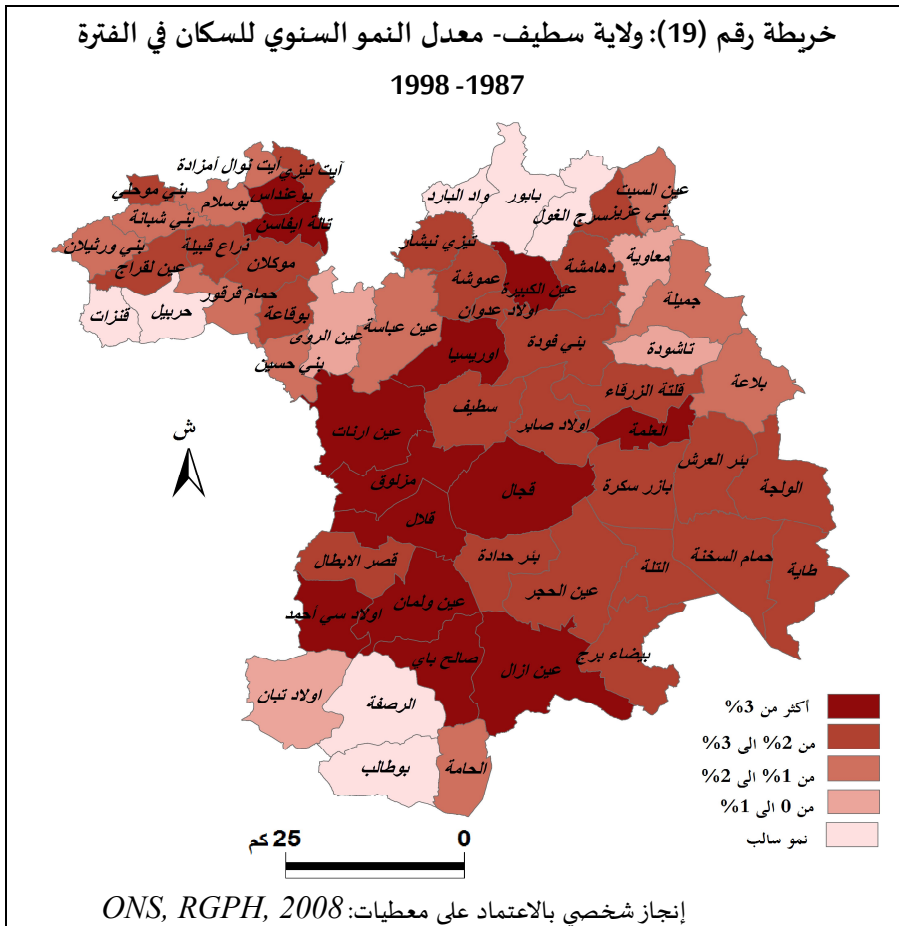 خريطة رقم (19): ولاية سطيف- معدل النمو السنوي للسكان في الفترة
1987- 1998
آيت نوال أمزادة
آيت تيزي
بني موحلي
بوسلام
بوعنداس
بني شبانة
تالة ايفاسن
بني ورثيلان
ذراع قبيلة
عين لقراج
موكلان
حمام قرقور
قنزات
حربيل
بوقاعة
عين الروى
بني حسين
عين عباسة
واد البارد
بابور
سرج الغول
عين السبت
بني عزيز
تيزي نبشار
عموشة
عين الكبيرة
دهامشة
معاوية
جميلة
اولاد عدوان
اوريسيا
بني فودة
تاشودة
بلاعة
قلتة الزرقاء
سطيف
اولاد صابر
العلمة
عين ارنات
بئر العرش
مزلوق
قجال
بازر سكرة
الولجة
قلال
قصر الابطال
بئر حدادة
عين الحجر
التلة
حمام السخنة
طاية
اولاد سي أحمد
عين ولمان
صالح باي
عين ازال
بيضاء برج
اولاد تبان
الرصفة
بوطالب
الحامة
ش
أكثر من 3%
من 2% الى 3%
من 1% الى 2%
من 0 الى 1%
نمو سالب
25 كم
0
إنجاز شخصي بالاعتماد على معطيات: ONS, RGPH, 2008